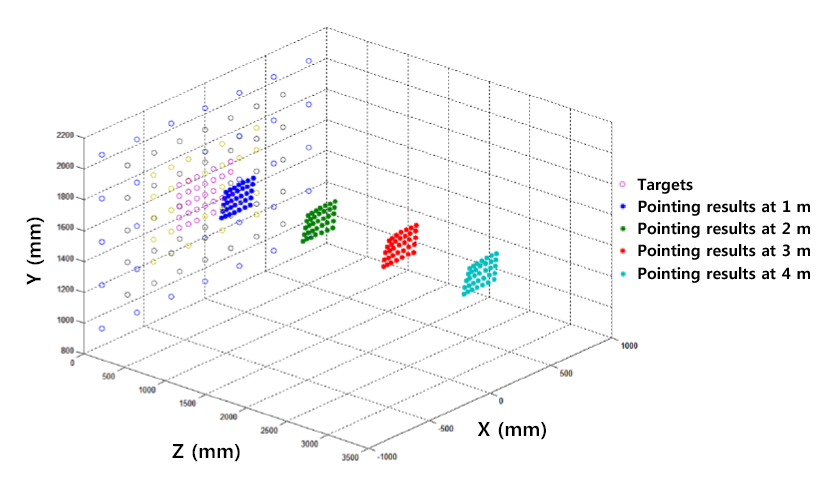 2200
2000
1800
1600
1400
1200
1000
800
Y (mm)
0
500
1000
1500
2000
2500
3000
3500
Z (mm)
-1000
-500
0
500
1000
X (mm)
Targets
Pointing results at 1 m
Pointing results at 2 m
Pointing results at 3 m
Pointing results at 4 m